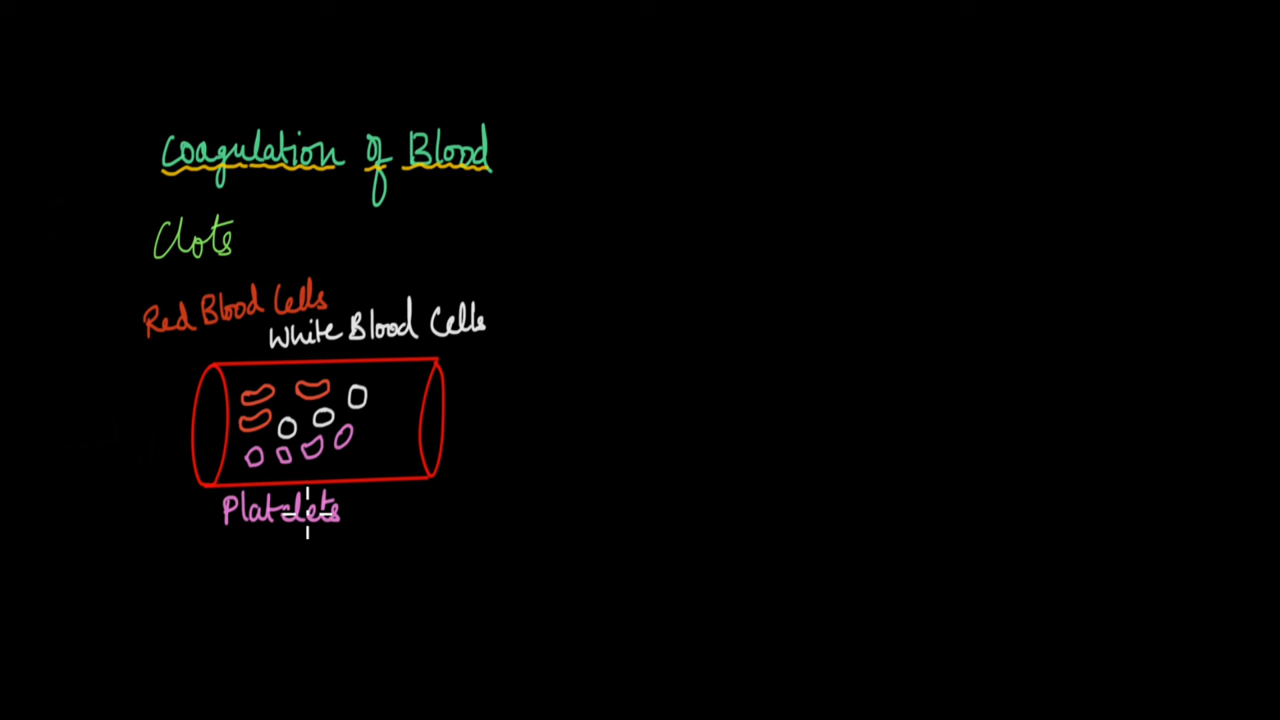 Coagulation of Blood
Clots
Red Blood Cells
White Blood Cells
Platelets